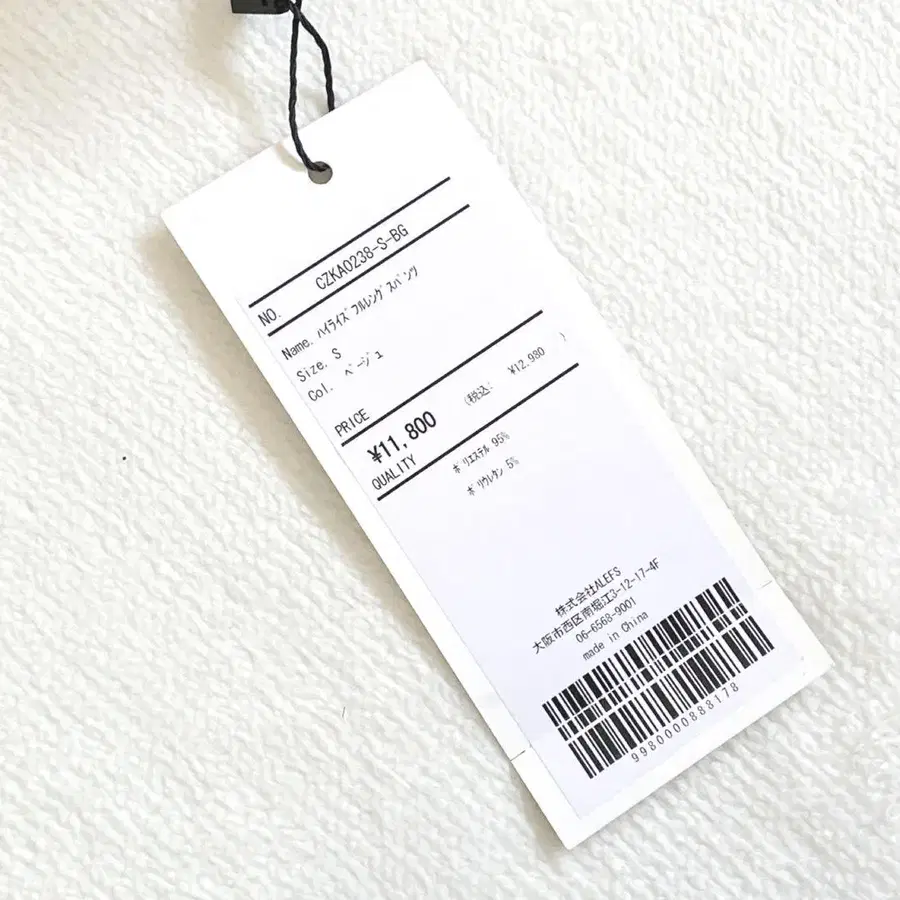 NO. CZKA0238-S-BG
Name. ﾊｲﾗｲｽﾞﾌﾙﾚﾝｸﾞｽﾊﾟﾝﾂ
Size. S
Col. ﾍﾞｰｼﾞｭ
PRICE
¥11,800 (税込: ¥12,980 )
QUALITY
ﾎﾟﾘｴｽﾃﾙ 95%
ﾎﾟﾘｳﾚﾀﾝ 5%
株式会社ALEFS
大阪市西区南堀江3-12-17-4F
06-6568-9001
made in China
9980000888178